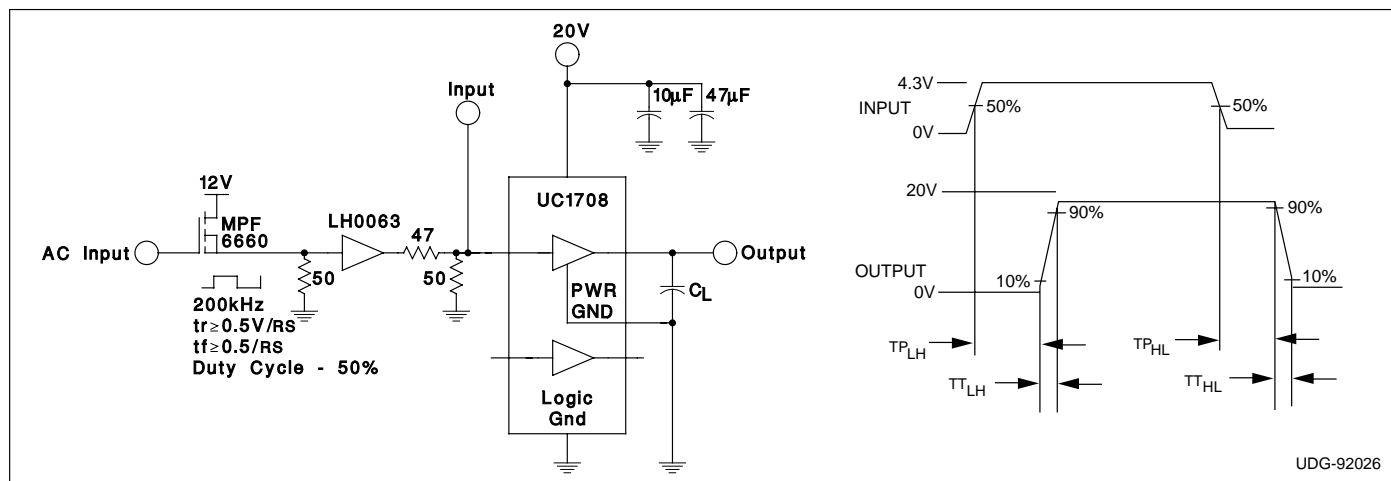 20V
Input
10µF
47µF
12V
MPF
6660
LH0063
47
UC1708
AC Input
50
50
Output
CL
PWR
GND
200kHz
tr≥0.5V/RS
tf≥0.5/RS
Duty Cycle - 50%
Logic
Gnd
4.3V
INPUT
50%
50%
0V
20V
90%
90%
OUTPUT
10%
10%
0V
TPLH
TPHL
TTLH
TTHL
UDG-92026